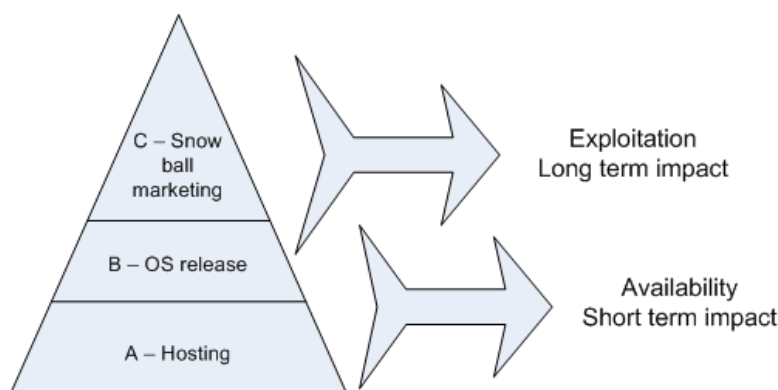 C – Snow
ball
marketing
B – OS release
A – Hosting
Exploitation
Long term impact
Availability
Short term impact